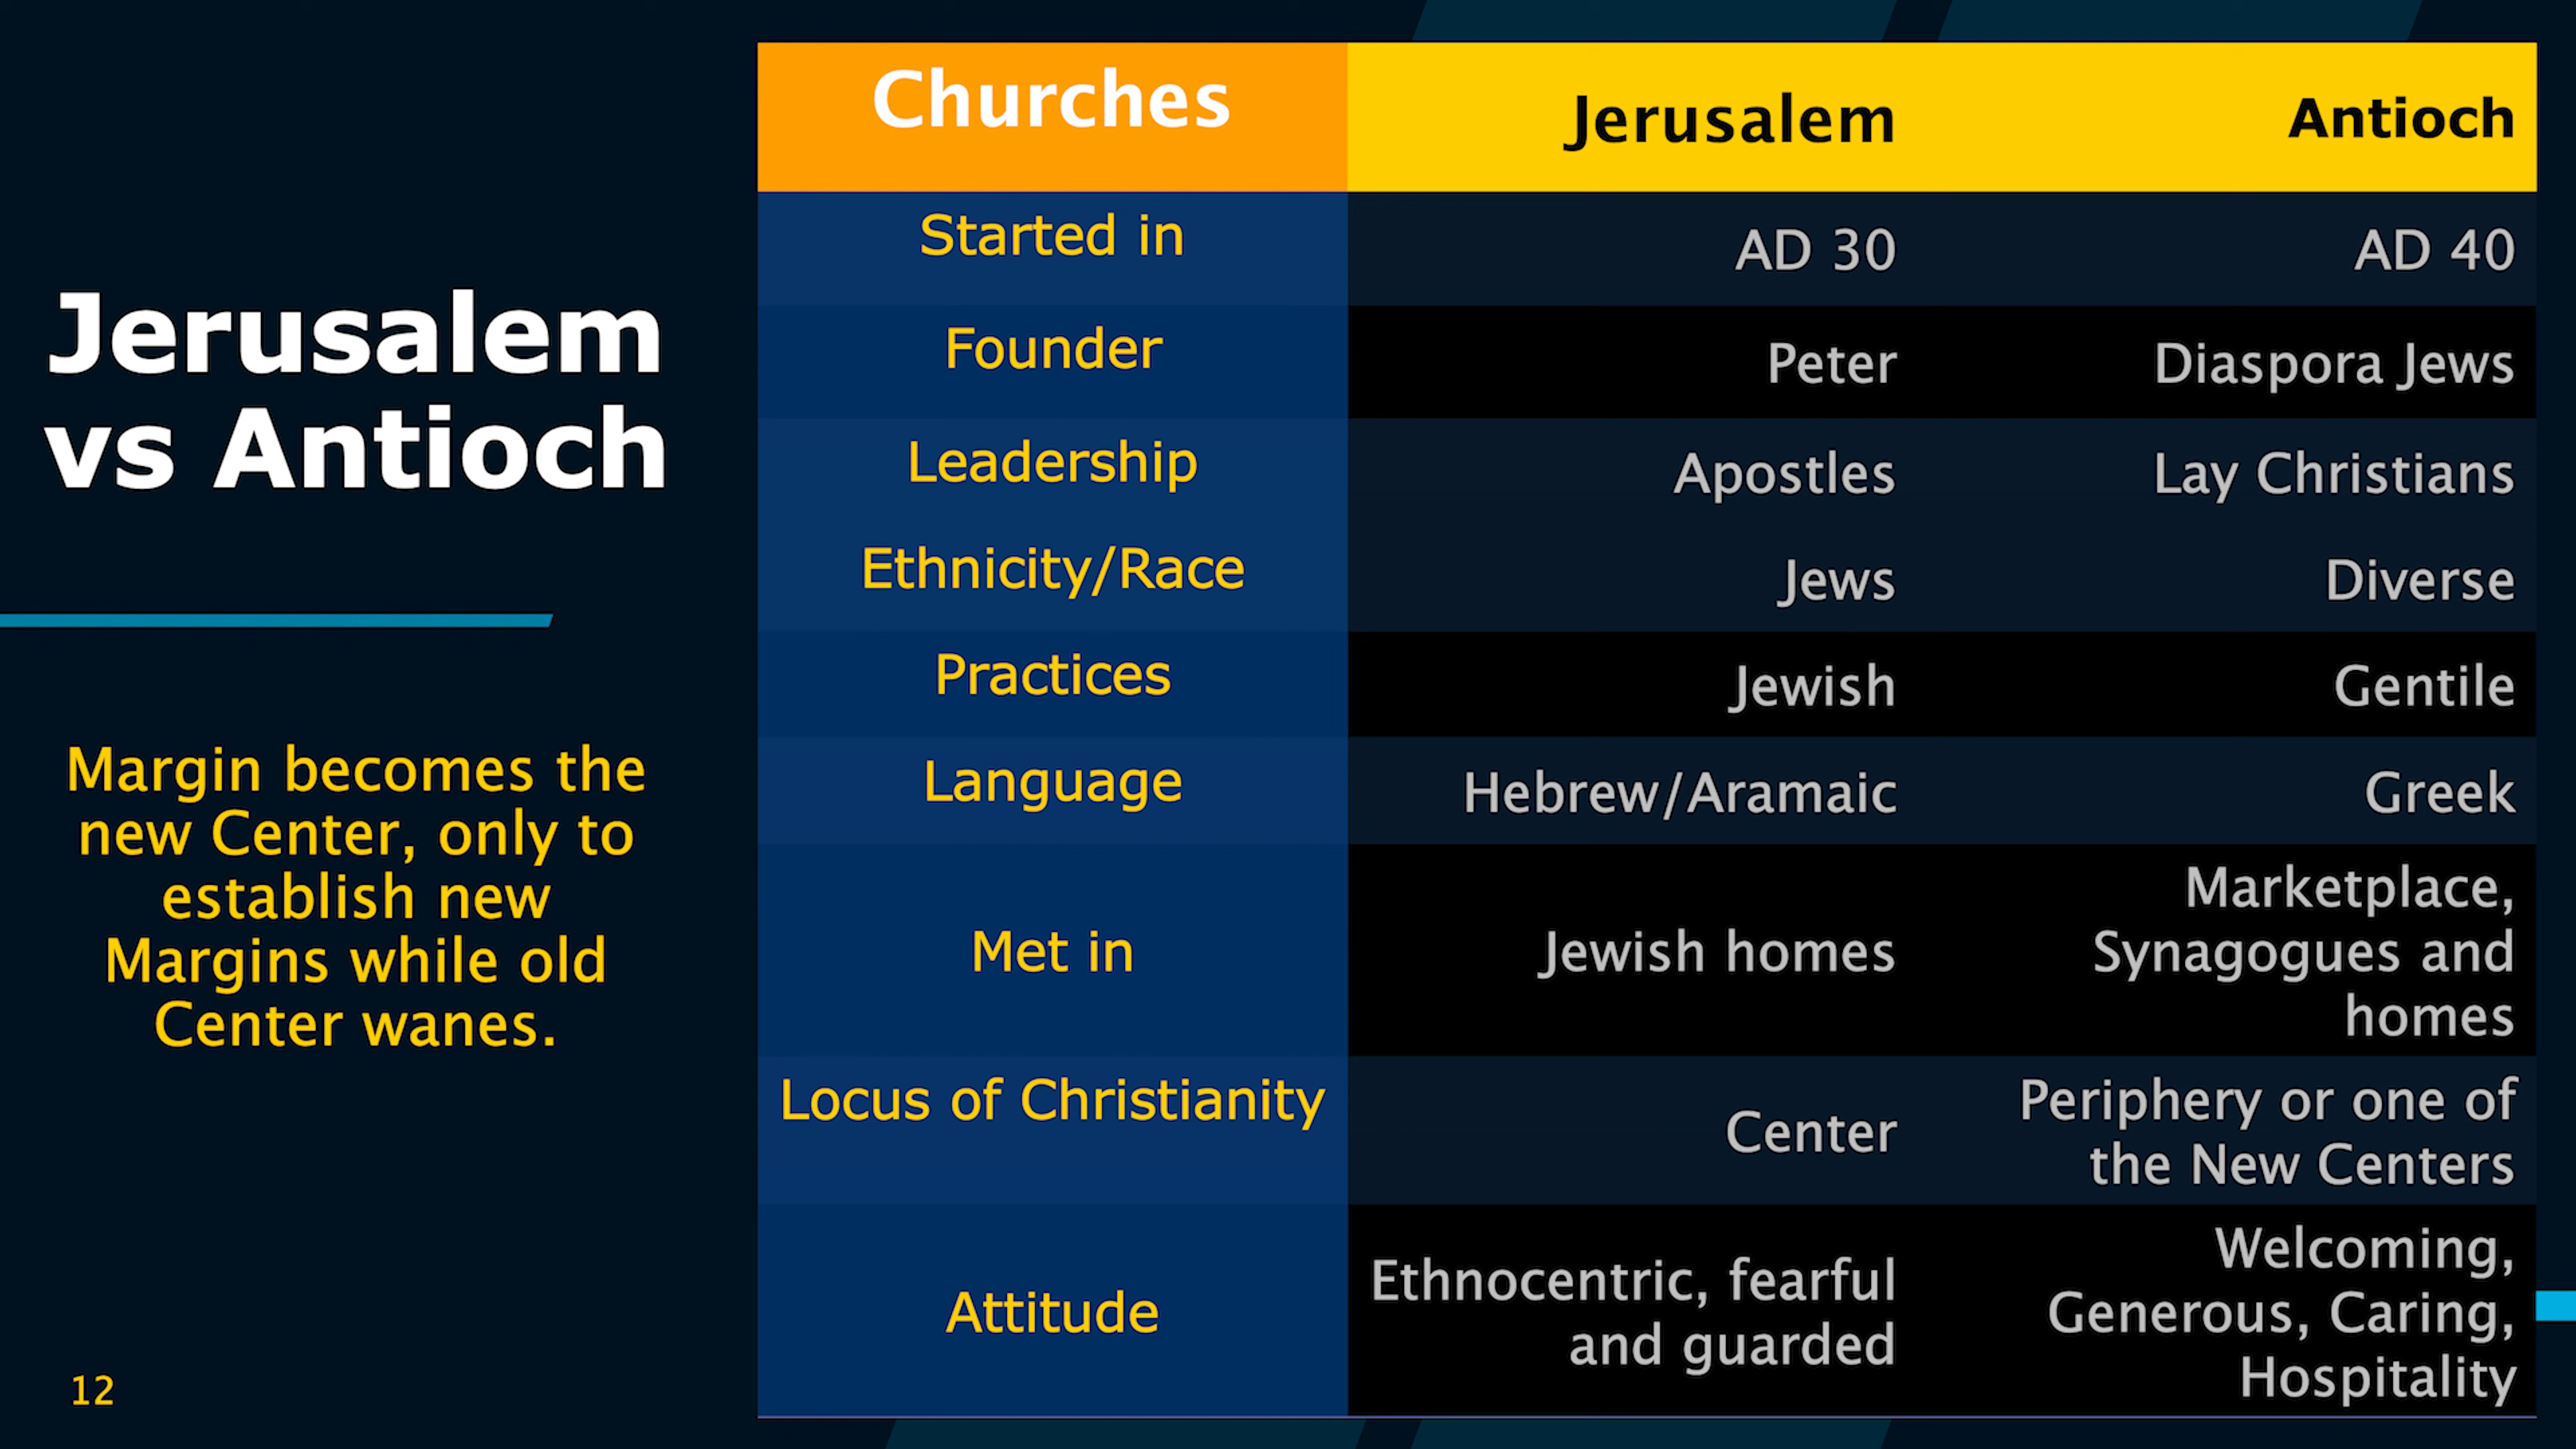 Jerusalem
vs Antioch
Margin becomes the
new Center, only to
establish new
Margins while old
Center wanes.
12
Churches Jerusalem Antioch
Started in AD 30 AD 40
Founder Peter Diaspora Jews
Leadership Apostles Lay Christians
Ethnicity/Race Jews Diverse
Practices Jewish Gentile
Language Hebrew/Aramaic Greek
Met in Jewish homes Marketplace,
Synagogues and
homes
Locus of Christianity Center Periphery or one of
the New Centers
Attitude Ethnocentric, fearful
and guarded
Welcoming,
Generous, Caring,
Hospitality